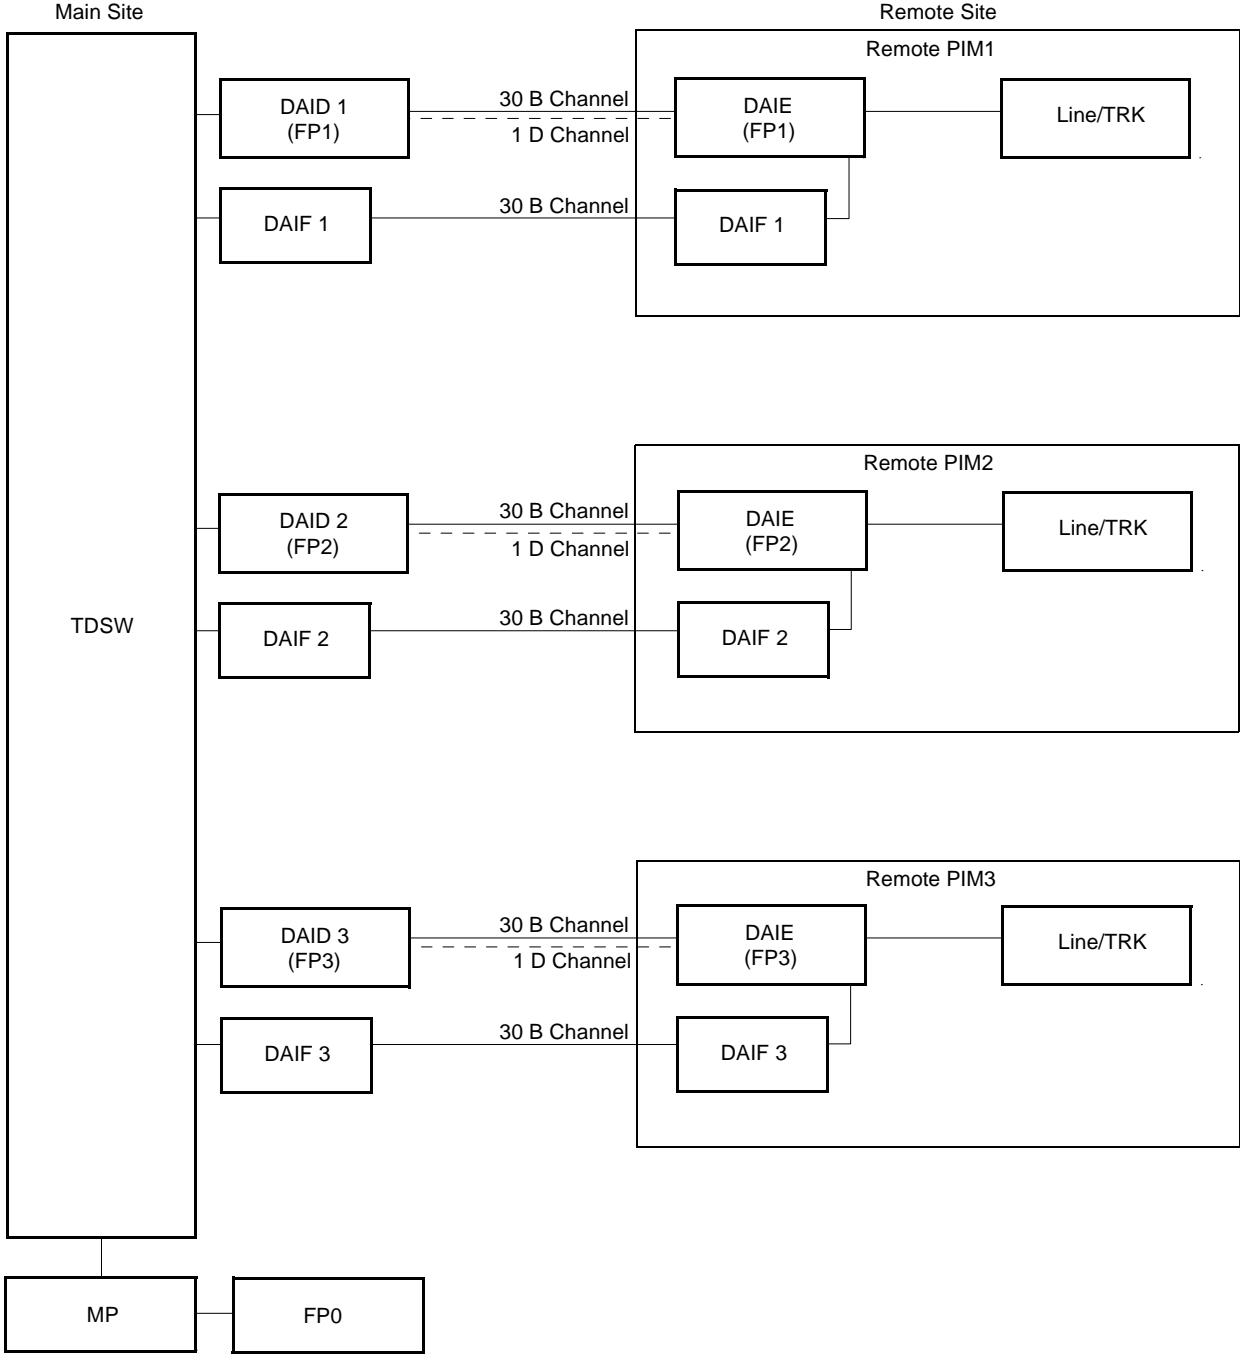 Main Site
Remote Site
Remote PIM1
DAID 1
(FP1)
30 B Channel
1 D Channel
DAIE
(FP1)
Line/TRK
DAIF 1
30 B Channel
DAIF 1
Remote PIM2
DAID 2
(FP2)
30 B Channel
1 D Channel
DAIE
(FP2)
Line/TRK
TDSW
DAIF 2
30 B Channel
DAIF 2
Remote PIM3
DAID 3
(FP3)
30 B Channel
1 D Channel
DAIE
(FP3)
Line/TRK
DAIF 3
30 B Channel
DAIF 3
MP
FP0